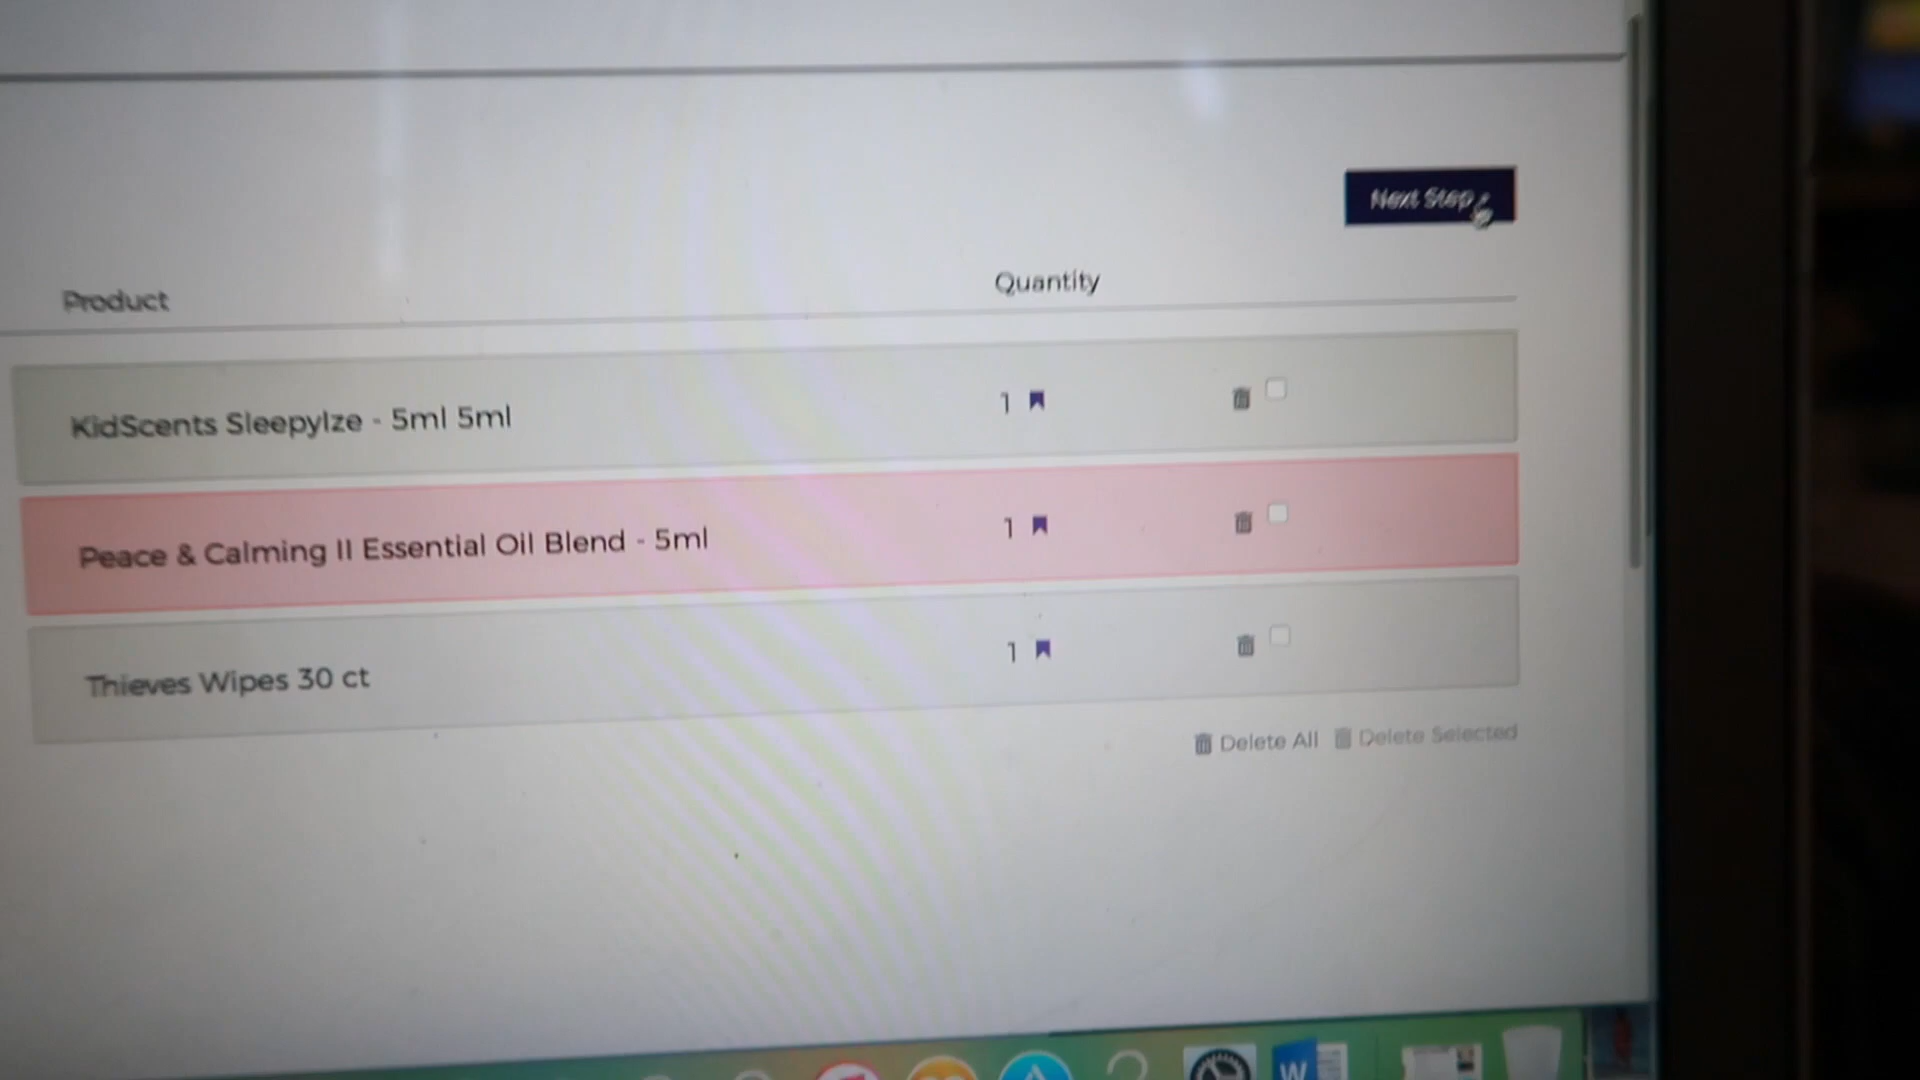 Next Step
Product Quantity
KidScents SleepyIze - 5ml 5ml 1
Peace & Calming II Essential Oil Blend - 5ml 1
Thieves Wipes 30 ct 1
Delete All Delete Selected
W